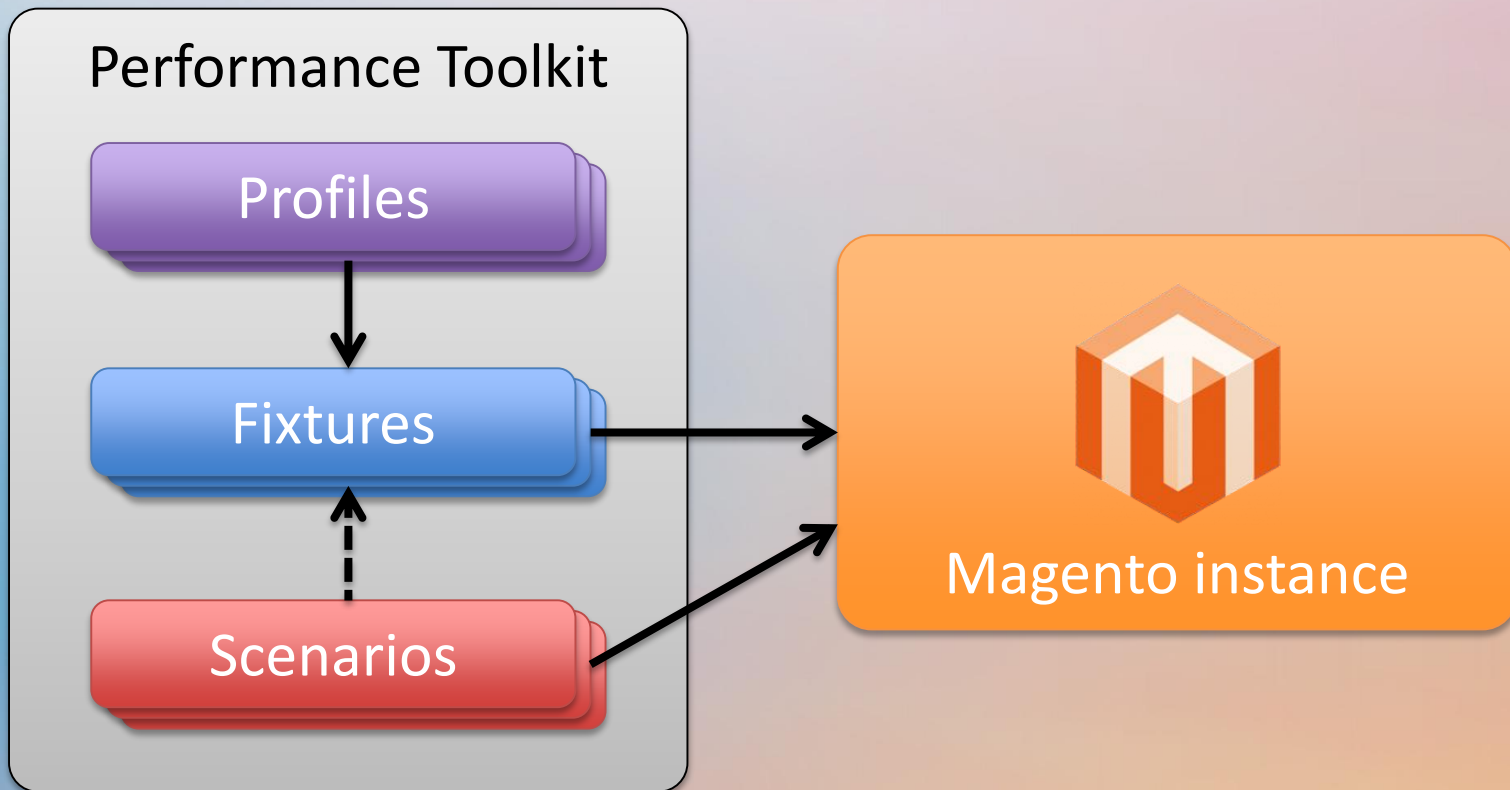 Performance Toolkit
Profiles
Fixtures
Scenarios
Magento instance